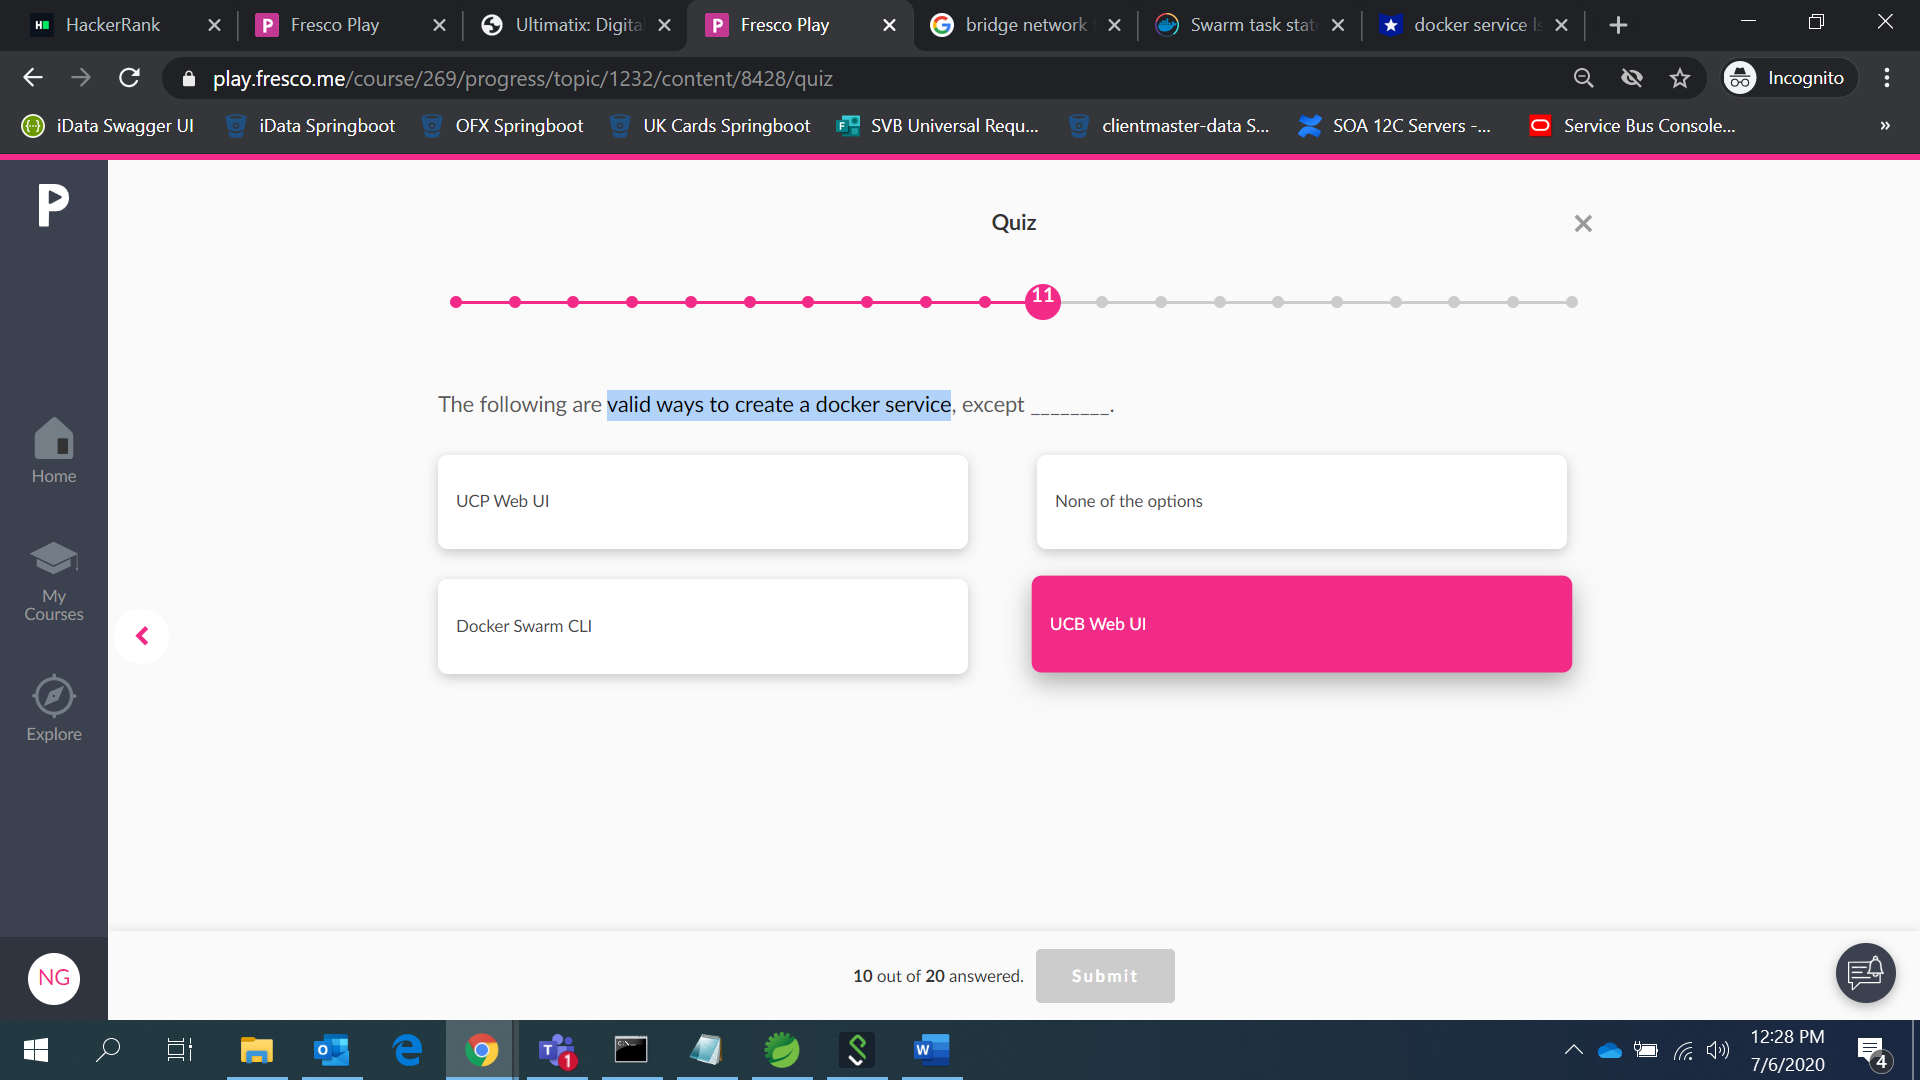 HackerRank
Fresco Play
Ultimatix: Digita
Fresco Play
bridge network
Swarm task stat
docker service ls
play.fresco.me/course/269/progress/topic/1232/content/8428/quiz
Incognito
iData Swagger UI
iData Springboot
OFX Springboot
UK Cards Springboot
SVB Universal Requ...
clientmaster-data S...
SOA 12C Servers -...
Service Bus Console...
P
Quiz
11
The following are valid ways to create a docker service, except ________.
UCP Web UI
None of the options
Docker Swarm CLI
UCB Web UI
Home
My
Courses
Explore
NG
10 out of 20 answered.
Submit
12:28 PM
7/6/2020
1
4